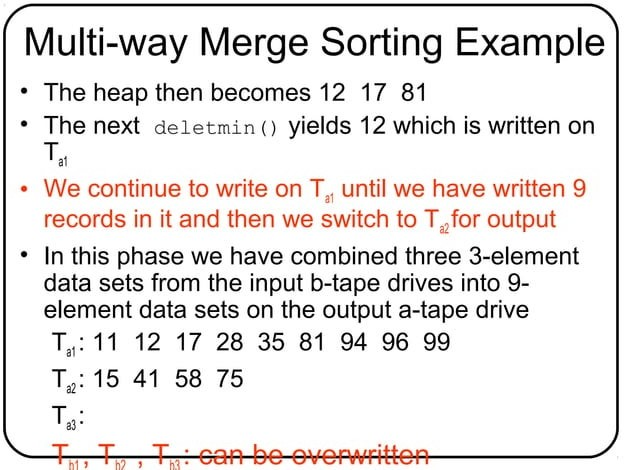 Multi-way Merge Sorting Example
• The heap then becomes 12 17 81
• The next deletmin() yields 12 which is written on
Ta1
• We continue to write on Ta1 until we have written 9
records in it and then we switch to Ta2 for output
• In this phase we have combined three 3-element
data sets from the input b-tape drives into 9-
element data sets on the output a-tape drive
Ta1: 11 12 17 28 35 81 94 96 99
Ta2: 15 41 58 75
Ta3:
Tb1, Tb2 , Tb3: can be overwritten